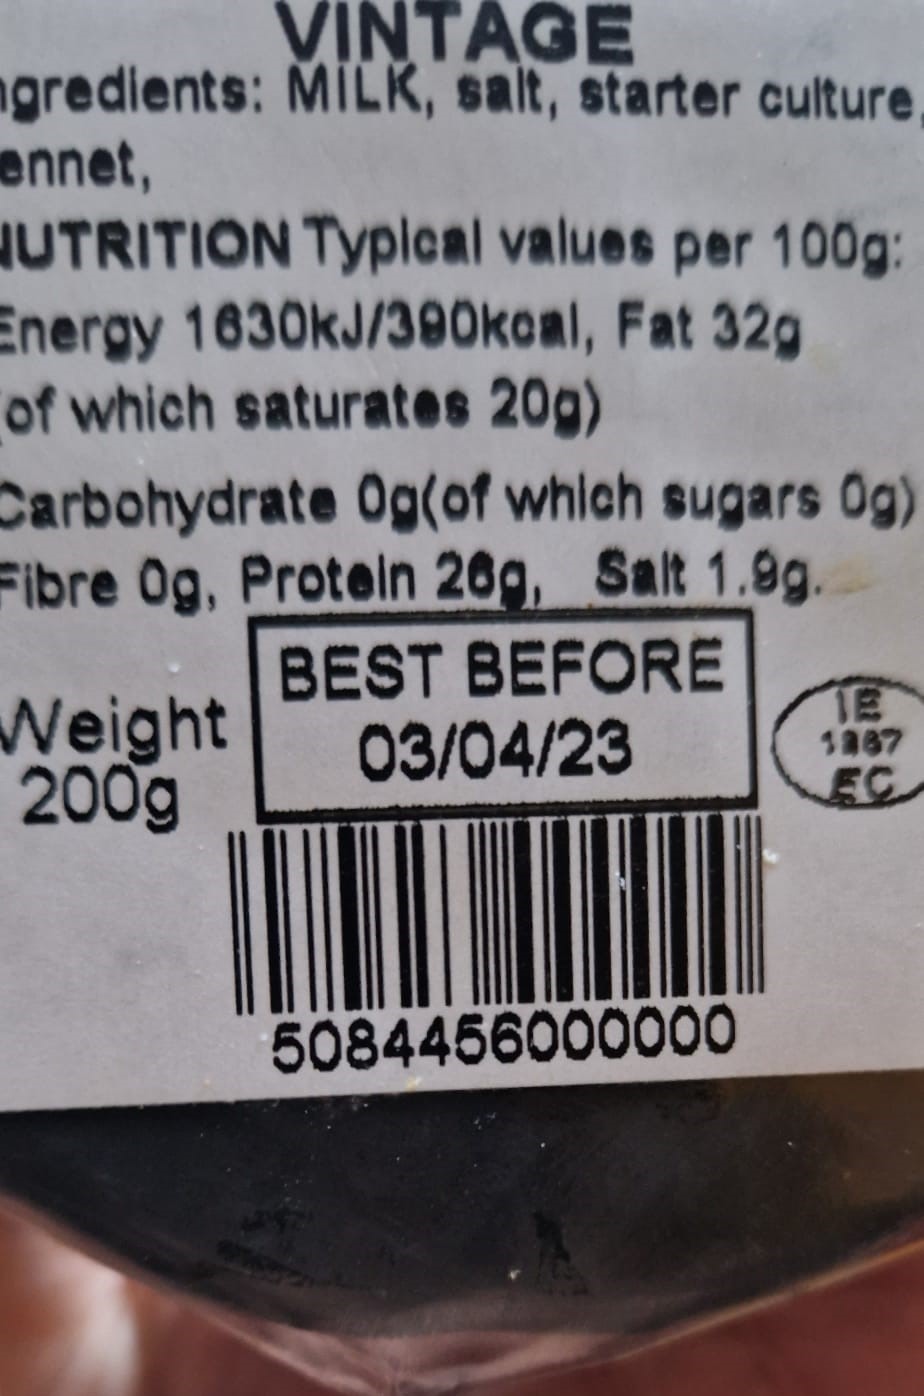 VINTAGE
ngredients: MILK, salt, starter culture,
ennet,
NUTRITION Typical values per 100g:
Energy 1630kJ/390kcal, Fat 32g
(of which saturates 20g)
Carbohydrate 0g(of which sugars 0g)
Fibre 0g, Protein 26g, Salt 1.9g.
BEST BEFORE
03/04/23
Weight
200g
IE
EC
5084456000000